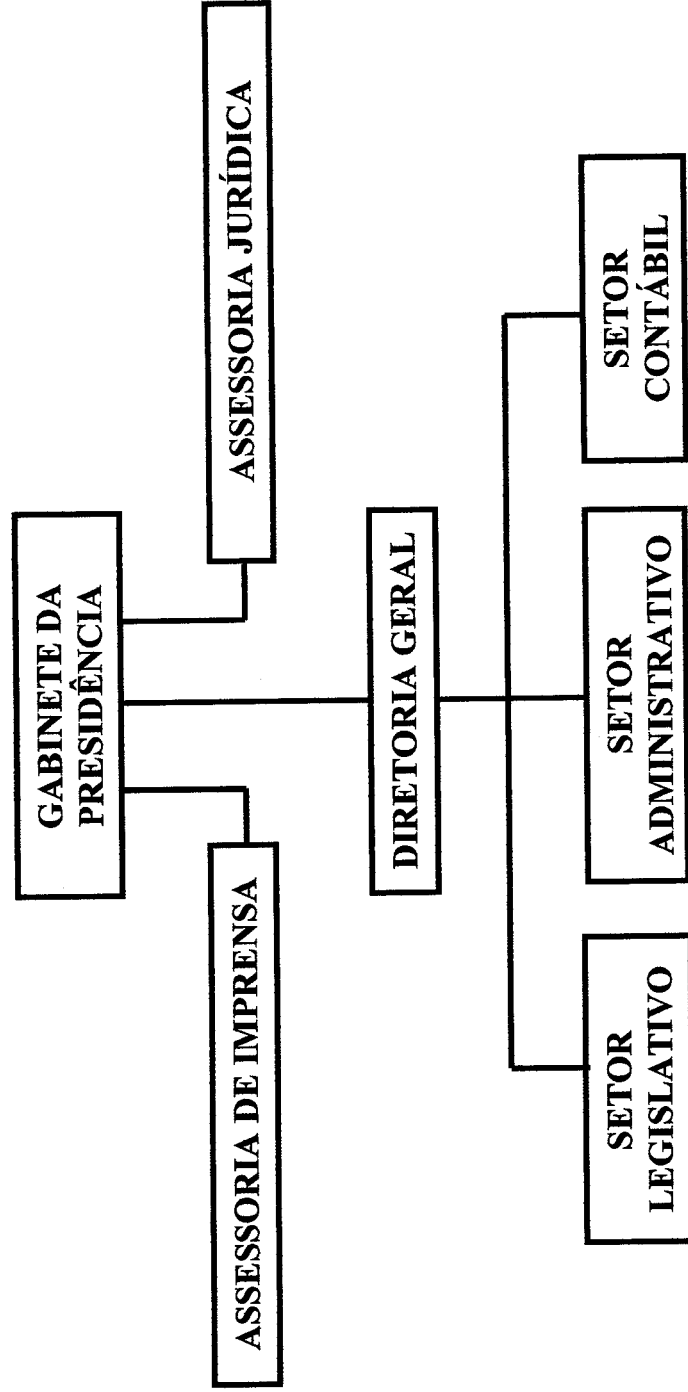 GABINETE DA
PRESIDÊNCIA
ASSESSORIA DE IMPRENSA
ASSESSORIA JURÍDICA
DIRETORIA GERAL
SETOR
LEGISLATIVO
SETOR
ADMINISTRATIVO
SETOR
CONTÁBIL